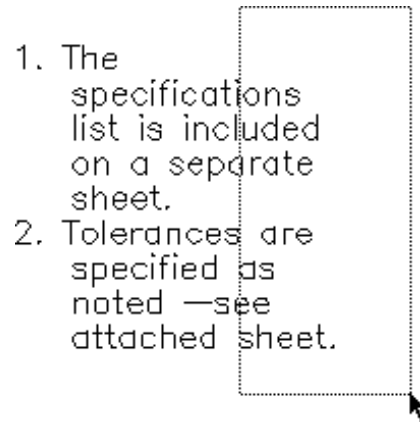 1. The
specifications
list is included
on a separate
sheet.
2. Tolerances are
specified as
noted —see
attached sheet.